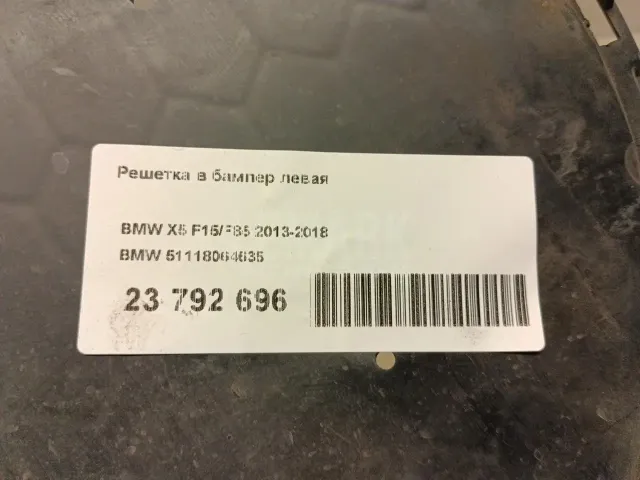 Решетка в бампер левая
BMW X5 F15/F85 2013-2018
BMW 51118064635
23 792 696